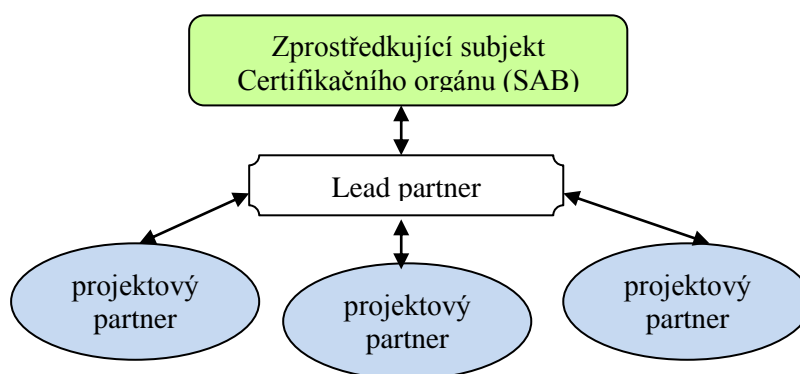 Zprostředkující subjekt
Certifikačního orgánu (SAB)
Lead partner
projektový
partner
projektový
partner
projektový
partner